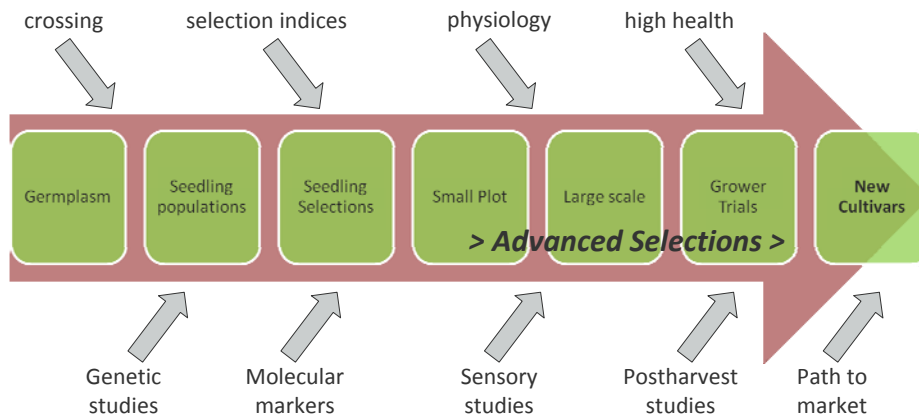 crossing
selection indices
physiology
high health
Germplasm
Seedling
populations
Seedling
Selections
Small Plot
Large scale
Grower
Trials
New
Cultivars
> Advanced Selections >
Genetic
studies
Molecular
markers
Sensory
studies
Postharvest
studies
Path to
market